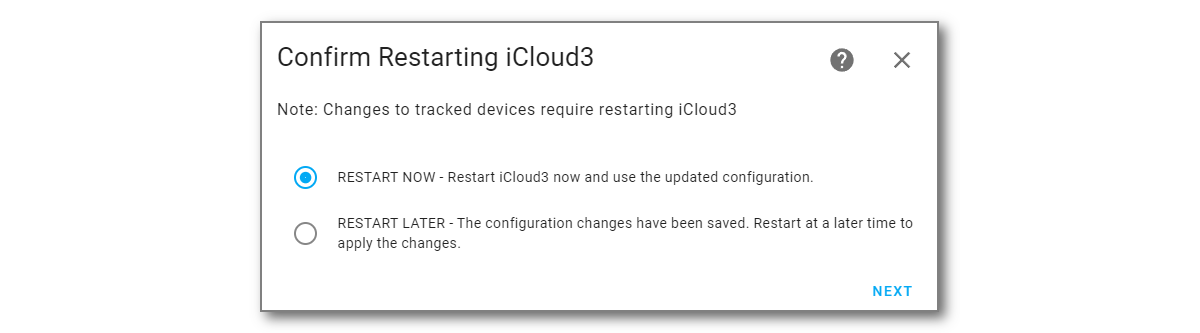 Confirm Restarting iCloud3
Note: Changes to tracked devices require restarting iCloud3
RESTART NOW - Restart iCloud3 now and use the updated configuration.
RESTART LATER - The configuration changes have been saved. Restart at a later time to
apply the changes.
NEXT